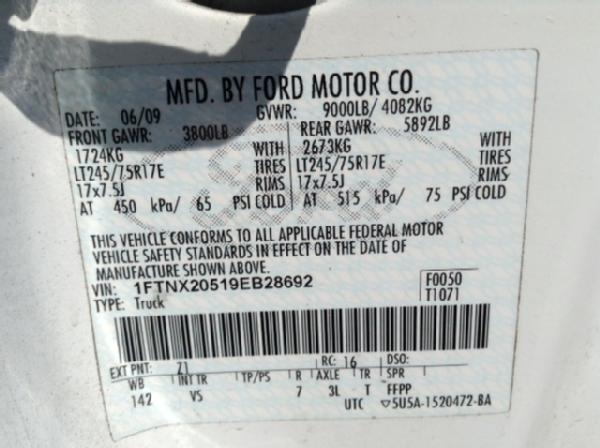 MFD. BY FORD MOTOR CO.
DATE: 06/09 GVWR: 9000LB/ 4082KG
FRONT GAWR: 3800LB REAR GAWR: 5892LB
1724KG WITH 2673KG WITH
LT245/75R17E TIRES LT245/75R17E TIRES
17x7.5J RIMS 17x7.5J RIMS
AT 450 kPa/ 65 PSI COLD AT 515 kPa/ 75 PSI COLD
THIS VEHICLE CONFORMS TO ALL APPLICABLE FEDERAL MOTOR
VEHICLE SAFETY STANDARDS IN EFFECT ON THE DATE OF
MANUFACTURE SHOWN ABOVE.
VIN: 1FTNX20519EB28692 F0050
TYPE: Truck T1071
EXT PNT: Z1 RC: 16 DSO:
WB INT TR TP/PS R AXLE TR SPR
142 VS 7 3L T FFPP
UTC ▽5U5A-1520472-BA